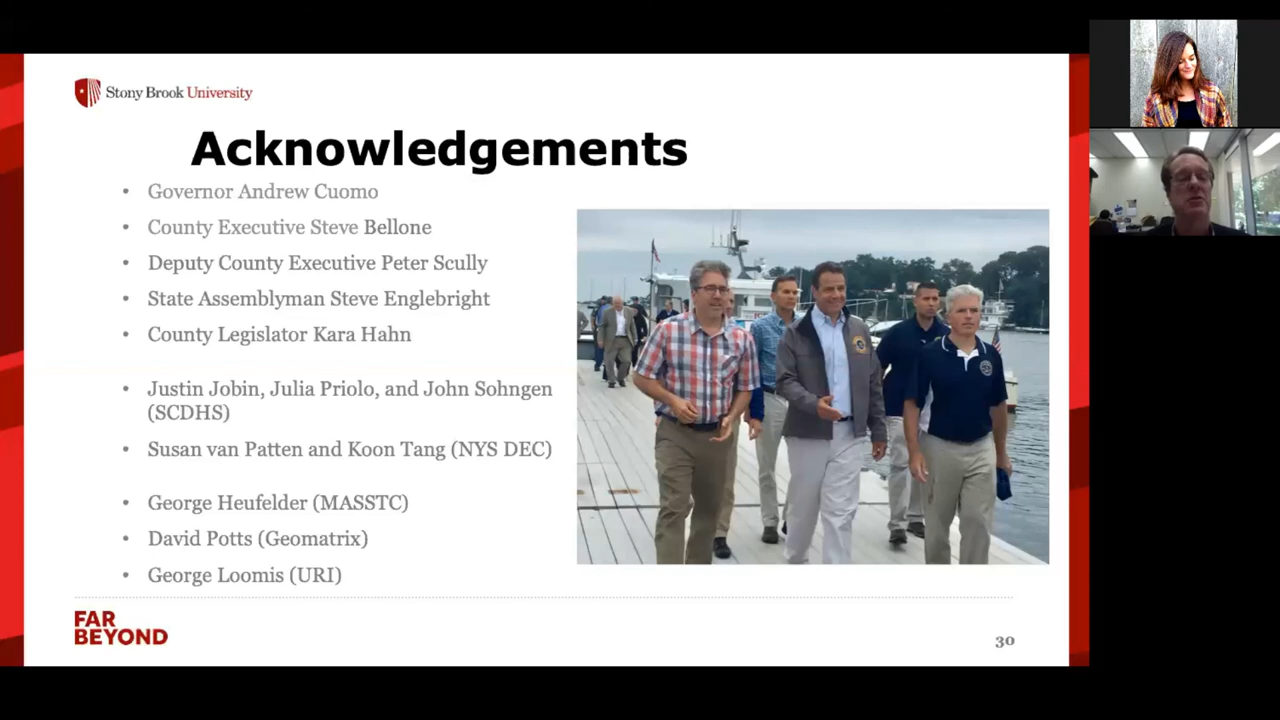 Stony Brook University
Acknowledgements
• Governor Andrew Cuomo
• County Executive Steve Bellone
• Deputy County Executive Peter Scully
• State Assemblyman Steve Englebright
• County Legislator Kara Hahn
• Justin Jobin, Julia Priolo, and John Sohngen
(SCDHS)
• Susan van Patten and Koon Tang (NYS DEC)
• George Heufelder (MASSTC)
• David Potts (Geomatrix)
• George Loomis (URI)
FAR
BEYOND
30